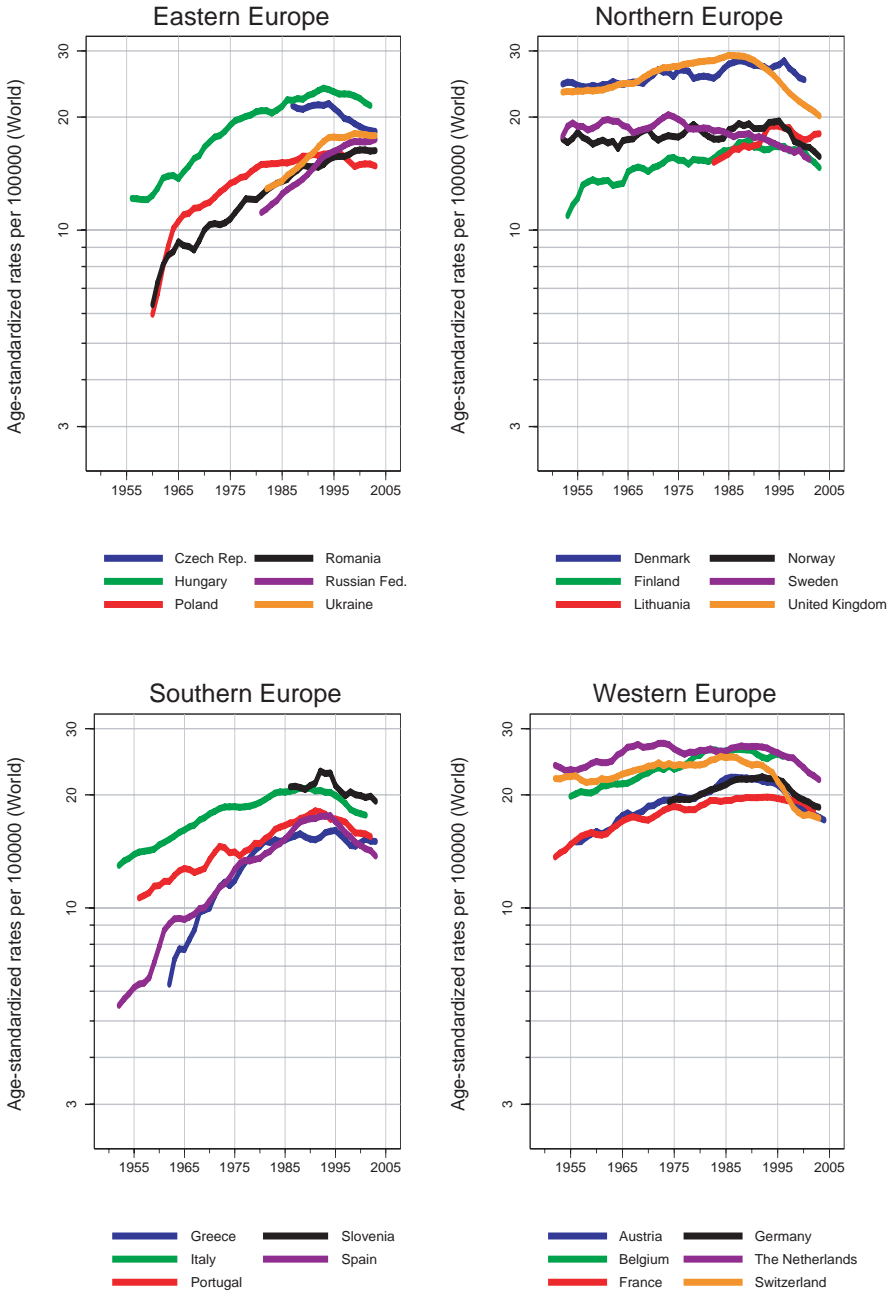 Eastern Europe
Age-standardized rates per 100000 (World)
30
20
10
3
1955 1965 1975 1985 1995 2005
Czech Rep. Romania
Hungary Russian Fed.
Poland Ukraine
Northern Europe
Age-standardized rates per 100000 (World)
30
20
10
3
1955 1965 1975 1985 1995 2005
Denmark Norway
Finland Sweden
Lithuania United Kingdom
Southern Europe
Age-standardized rates per 100000 (World)
30
20
10
3
1955 1965 1975 1985 1995 2005
Greece Slovenia
Italy Spain
Portugal
Western Europe
Age-standardized rates per 100000 (World)
30
20
10
3
1955 1965 1975 1985 1995 2005
Austria Germany
Belgium The Netherlands
France Switzerland